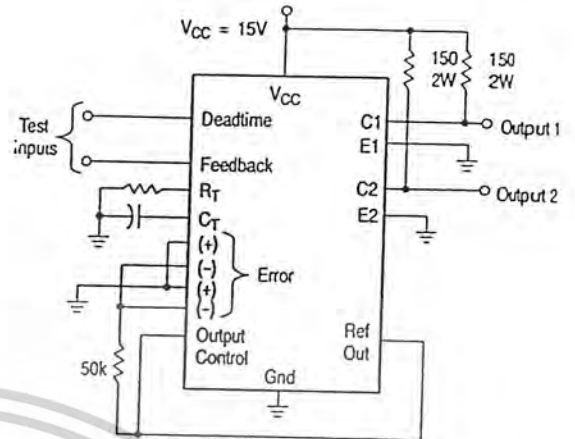 VCC = 15V
150
2W
150
2W
VCC
Test
inputs
Deadtime
Feedback
RT
CT
(+)
(−)
(+)
(−)
Error
Output
Control
50k
C1
E1
C2
E2
Output 1
Output 2
Ref
Out
Gnd